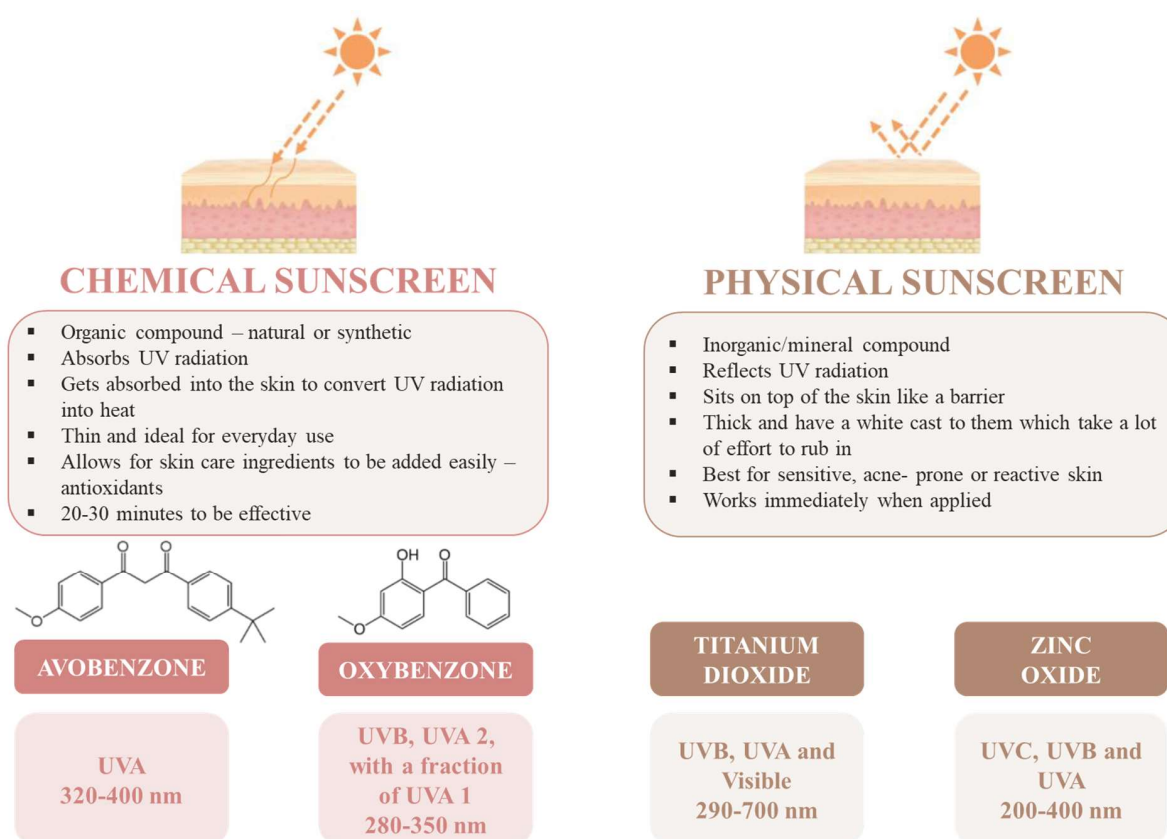 CHEMICAL SUNSCREEN
▪ Organic compound – natural or synthetic
▪ Absorbs UV radiation
▪ Gets absorbed into the skin to convert UV radiation
into heat
▪ Thin and ideal for everyday use
▪ Allows for skin care ingredients to be added easily –
antioxidants
▪ 20-30 minutes to be effective
O O
O
AVOBENZONE
UVA
320-400 nm
OH O
O
OXYBENZONE
UVB, UVA 2,
with a fraction
of UVA 1
280-350 nm
PHYSICAL SUNSCREEN
▪ Inorganic/mineral compound
▪ Reflects UV radiation
▪ Sits on top of the skin like a barrier
▪ Thick and have a white cast to them which take a lot
of effort to rub in
▪ Best for sensitive, acne- prone or reactive skin
▪ Works immediately when applied
TITANIUM
DIOXIDE
UVB, UVA and
Visible
290-700 nm
ZINC
OXIDE
UVC, UVB and
UVA
200-400 nm